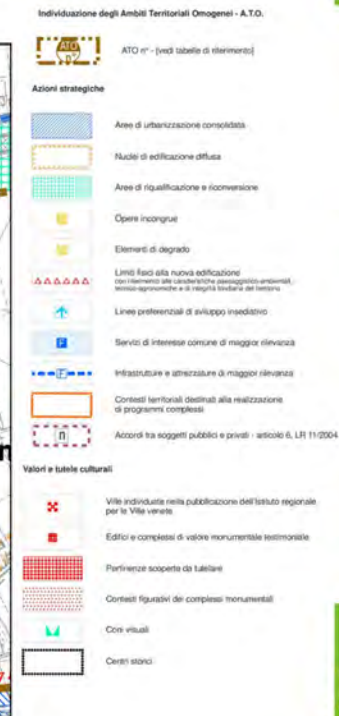 Individuazione degli Ambiti Territoriali Omogenei - A.T.O.
ATO
n°
ATO n° - [vedi tabelle di riferimento]
Azioni strategiche
Aree di urbanizzazione consolidata
Nuclei di edificazione diffusa
Aree di riqualificazione e riconversione
Opere incongrue
Elementi di degrado
Limiti fisici alla nuova edificazione
con riferimento alle caratteristiche paesaggistico-ambientali,
tecnico-agronomiche e di integrità fondiaria del territorio
Linee preferenziali di sviluppo insediativo
F
Servizi di interesse comune di maggior rilevanza
F
Infrastrutture e attrezzature di maggior rilevanza
Contesti territoriali destinati alla realizzazione
di programmi complessi
n
Accordi tra soggetti pubblici e privati - articolo 6, LR 11/2004
Valori e tutele culturali
Ville individuate nella pubblicazione dell'Istituto regionale
per le Ville venete
Edifici e complessi di valore monumentale testimoniale
Pertinenze scoperte da tutelare
Contesti figurativi dei complessi monumentali
Coni visuali
Centri storici